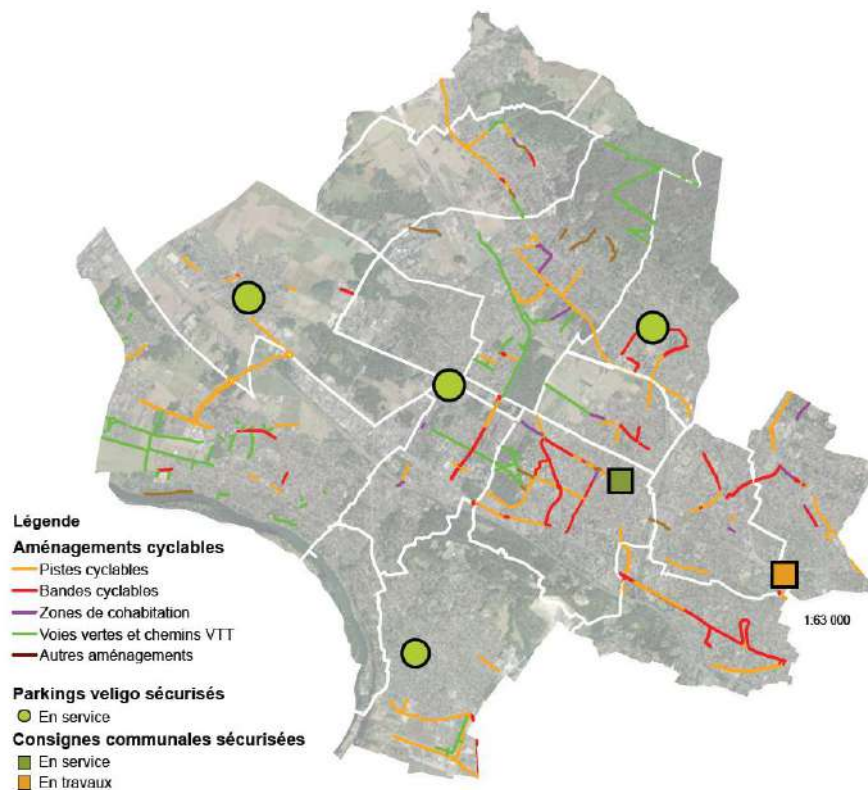 Légende
Aménagements cyclables
Pistes cyclables
Bandes cyclables
Zones de cohabitation
Voies vertes et chemins VTT
Autres aménagements
1:63 000
Parkings veligo sécurisés
En service
Consignes communales sécurisées
En service
En travaux